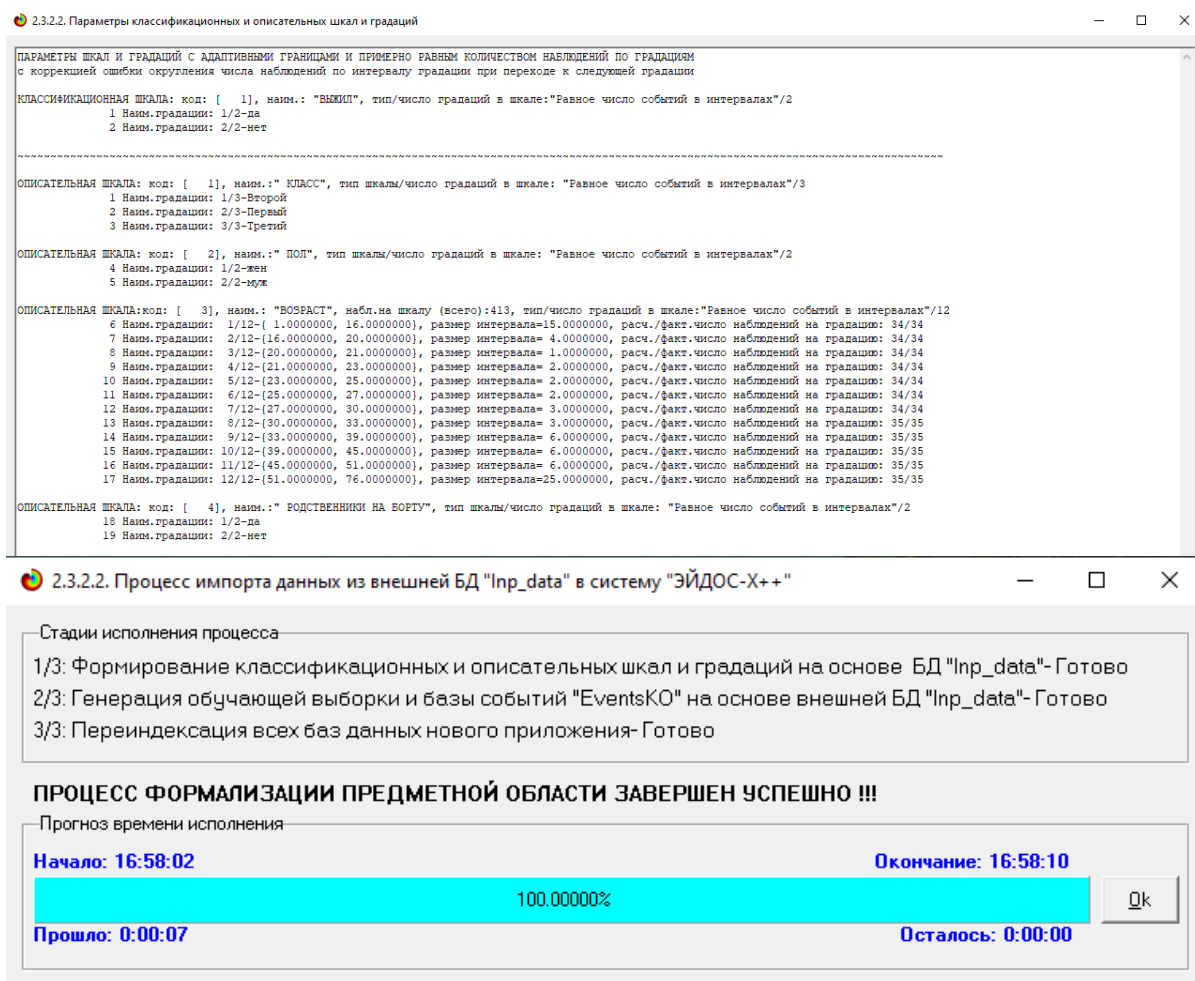 2.3.2.2. Параметры классификационных и описательных шкал и градаций
ПАРАМЕТРЫ ШКАЛ И ГРАДАЦИЙ С АДАПТИВНЫМИ ГРАНИЦАМИ И ПРИМЕРНО РАВНЫМ КОЛИЧЕСТВОМ НАБЛЮДЕНИЙ ПО ГРАДАЦИЯМ
с коррекцией ошибки округления числа наблюдений по интервалу градации при переходе к следующей градации
КЛАССИФИКАЦИОННАЯ ШКАЛА: код: [   1], наим.: "ВЫЖИЛ", тип/число градаций в шкале:"Равное число событий в интервалах"/2
1 Наим.градации: 1/2-да
2 Наим.градации: 2/2-нет
~~~~~~~~~~~~~~~~~~~~~~~~~~~~~~~~~~~~~~~~~~~~~~~~~~~~~~~~~~~~~~~~~~~~~~~~~~~~~~~~~~~~~~~~~~~~~~~~~~~~~~~~~~~~~~~~~~~~~~~~~~~~~~~~~~~~~~~~~~~~~~~~
ОПИСАТЕЛЬНАЯ ШКАЛА: код: [   1], наим.:" КЛАСС", тип шкалы/число градаций в шкале: "Равное число событий в интервалах"/3
1 Наим.градации: 1/3-Второй
2 Наим.градации: 2/3-Первый
3 Наим.градации: 3/3-Третий
ОПИСАТЕЛЬНАЯ ШКАЛА: код: [   2], наим.:" ПОЛ", тип шкалы/число градаций в шкале: "Равное число событий в интервалах"/2
4 Наим.градации: 1/2-жен
5 Наим.градации: 2/2-муж
ОПИСАТЕЛЬНАЯ ШКАЛА:код: [   3], наим.: "ВОЗРАСТ", набл.на шкалу (всего):413, тип/число градаций в шкале:"Равное число событий в интервалах"/12
6 Наим.градации:  1/12-{ 1.0000000, 16.0000000}, размер интервала=15.0000000, расч./факт.число наблюдений на градацию: 34/34
7 Наим.градации:  2/12-{16.0000000, 20.0000000}, размер интервала= 4.0000000, расч./факт.число наблюдений на градацию: 34/34
8 Наим.градации:  3/12-{20.0000000, 21.0000000}, размер интервала= 1.0000000, расч./факт.число наблюдений на градацию: 34/34
9 Наим.градации:  4/12-{21.0000000, 23.0000000}, размер интервала= 2.0000000, расч./факт.число наблюдений на градацию: 34/34
10 Наим.градации:  5/12-{23.0000000, 25.0000000}, размер интервала= 2.0000000, расч./факт.число наблюдений на градацию: 34/34
11 Наим.градации:  6/12-{25.0000000, 27.0000000}, размер интервала= 2.0000000, расч./факт.число наблюдений на градацию: 34/34
12 Наим.градации:  7/12-{27.0000000, 30.0000000}, размер интервала= 3.0000000, расч./факт.число наблюдений на градацию: 34/34
13 Наим.градации:  8/12-{30.0000000, 33.0000000}, размер интервала= 3.0000000, расч./факт.число наблюдений на градацию: 35/35
14 Наим.градации:  9/12-{33.0000000, 39.0000000}, размер интервала= 6.0000000, расч./факт.число наблюдений на градацию: 35/35
15 Наим.градации: 10/12-{39.0000000, 45.0000000}, размер интервала= 6.0000000, расч./факт.число наблюдений на градацию: 35/35
16 Наим.градации: 11/12-{45.0000000, 51.0000000}, размер интервала= 6.0000000, расч./факт.число наблюдений на градацию: 35/35
17 Наим.градации: 12/12-{51.0000000, 76.0000000}, размер интервала=25.0000000, расч./факт.число наблюдений на градацию: 35/35
ОПИСАТЕЛЬНАЯ ШКАЛА: код: [   4], наим.:" РОДСТВЕННИКИ НА БОРТУ", тип шкалы/число градаций в шкале: "Равное число событий в интервалах"/2
18 Наим.градации: 1/2-да
19 Наим.градации: 2/2-нет
2.3.2.2. Процесс импорта данных из внешней БД "Inp_data" в систему "ЭЙДОС-X++"
Стадии исполнения процесса
1/3: Формирование классификационных и описательных шкал и градаций на основе  БД "Inp_data"- Готово
2/3: Генерация обучающей выборки и базы событий "EventsKO" на основе внешней БД "Inp_data"- Готово
3/3: Переиндексация всех баз данных нового приложения- Готово
ПРОЦЕСС ФОРМАЛИЗАЦИИ ПРЕДМЕТНОЙ ОБЛАСТИ ЗАВЕРШЕН УСПЕШНО !!!
Прогноз времени исполнения
Начало: 16:58:02 Окончание: 16:58:10
100.00000% Ok
Прошло: 0:00:07 Осталось: 0:00:00